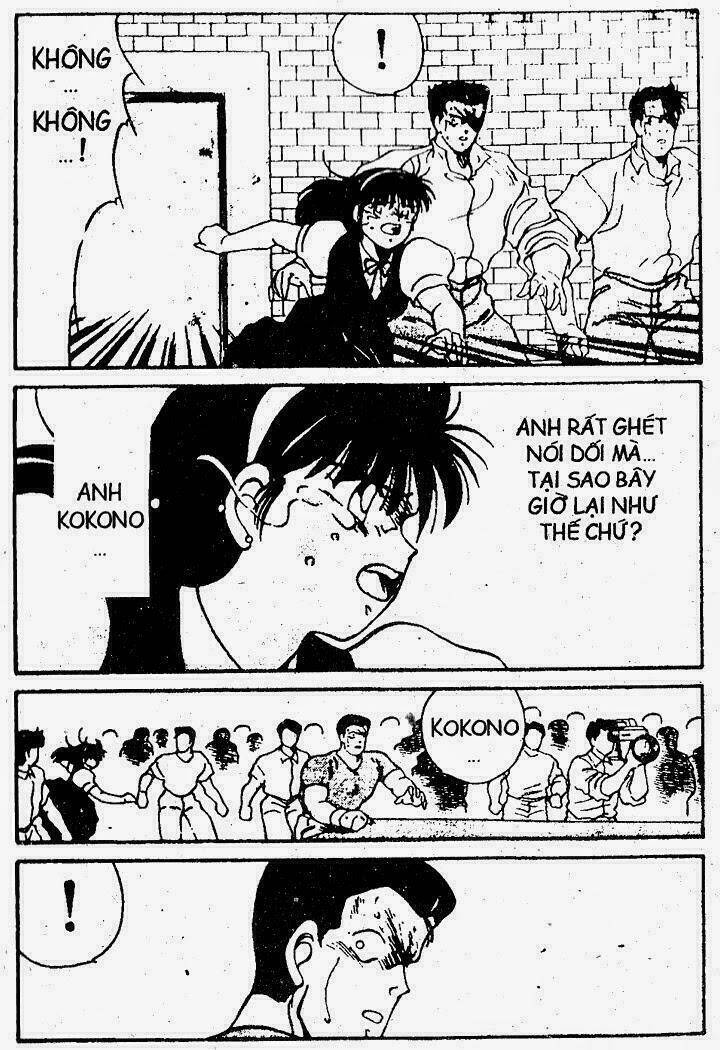 KHÔNG
...
KHÔNG
...!
!
ANH
KOKONO
...
ANH RẤT GHÉT
NÓI DỐI MÀ...
TẠI SAO BÂY
GIỜ LẠI NHƯ
THẾ CHỨ?
KOKONO
...
!